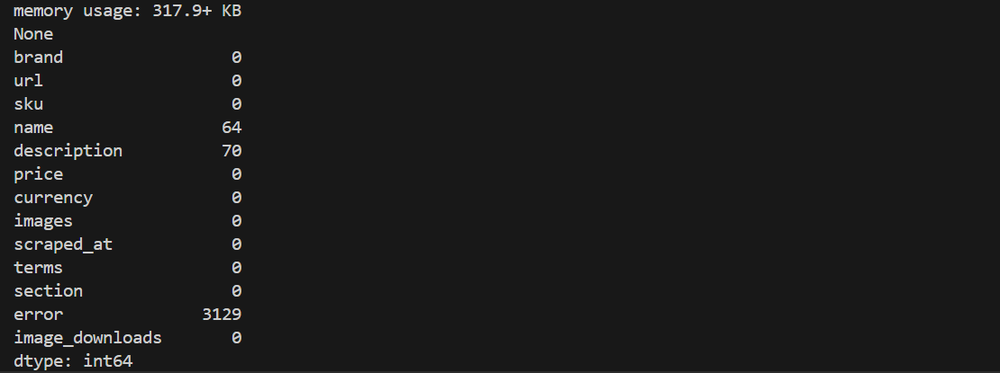 memory usage: 317.9+ KB
None
brand 0
url 0
sku 0
name 64
description 70
price 0
currency 0
images 0
scraped_at 0
terms 0
section 0
error 3129
image_downloads 0
dtype: int64